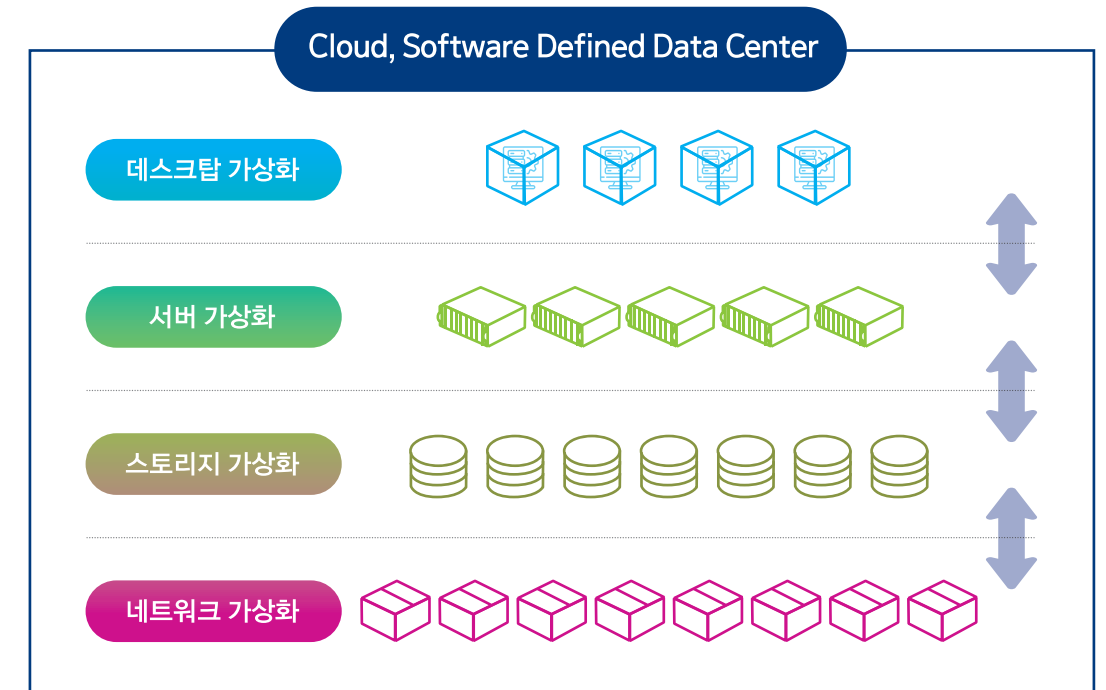 Cloud, Software Defined Data Center
데스크탑 가상화
서버 가상화
스토리지 가상화
네트워크 가상화